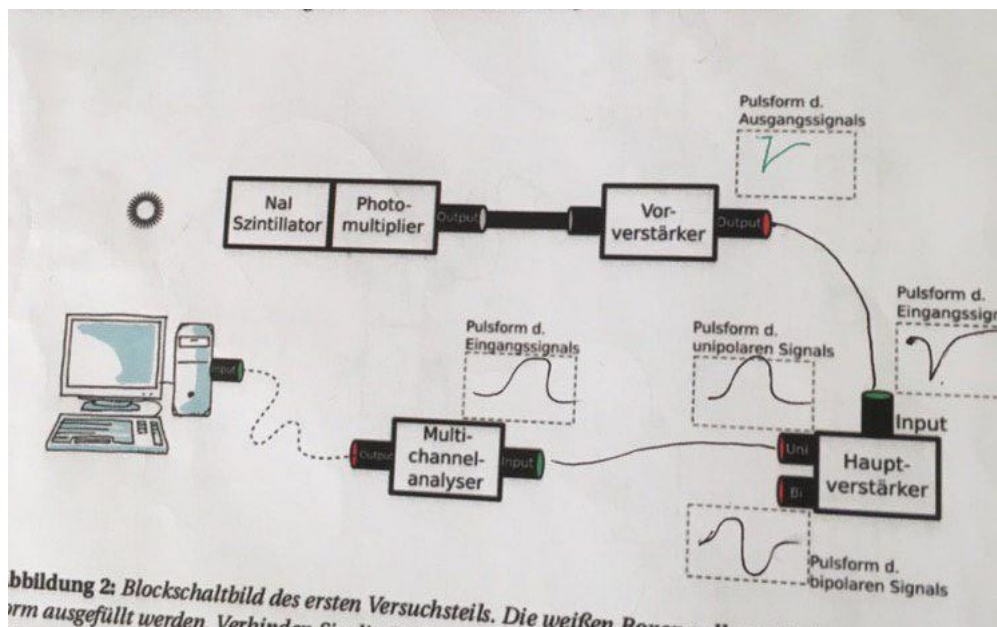 Pulsform d.
Ausgangssignals
NaI
Szintillator
Photo-
multiplier
Output
Vor-
verstärker
Output
Pulsform d.
Eingangssign
Pulsform d.
Eingangssignals
Pulsform d.
unipolaren Signals
Input
Input
Output
Multi-
channel-
analyser
Input
Uni
Bi
Haupt-
verstärker
Pulsform d.
bipolaren Signals
bbildung 2: Blockschaltbild des ersten Versuchsteils. Die weißen
orm ausgefüllt werden. Verbinden